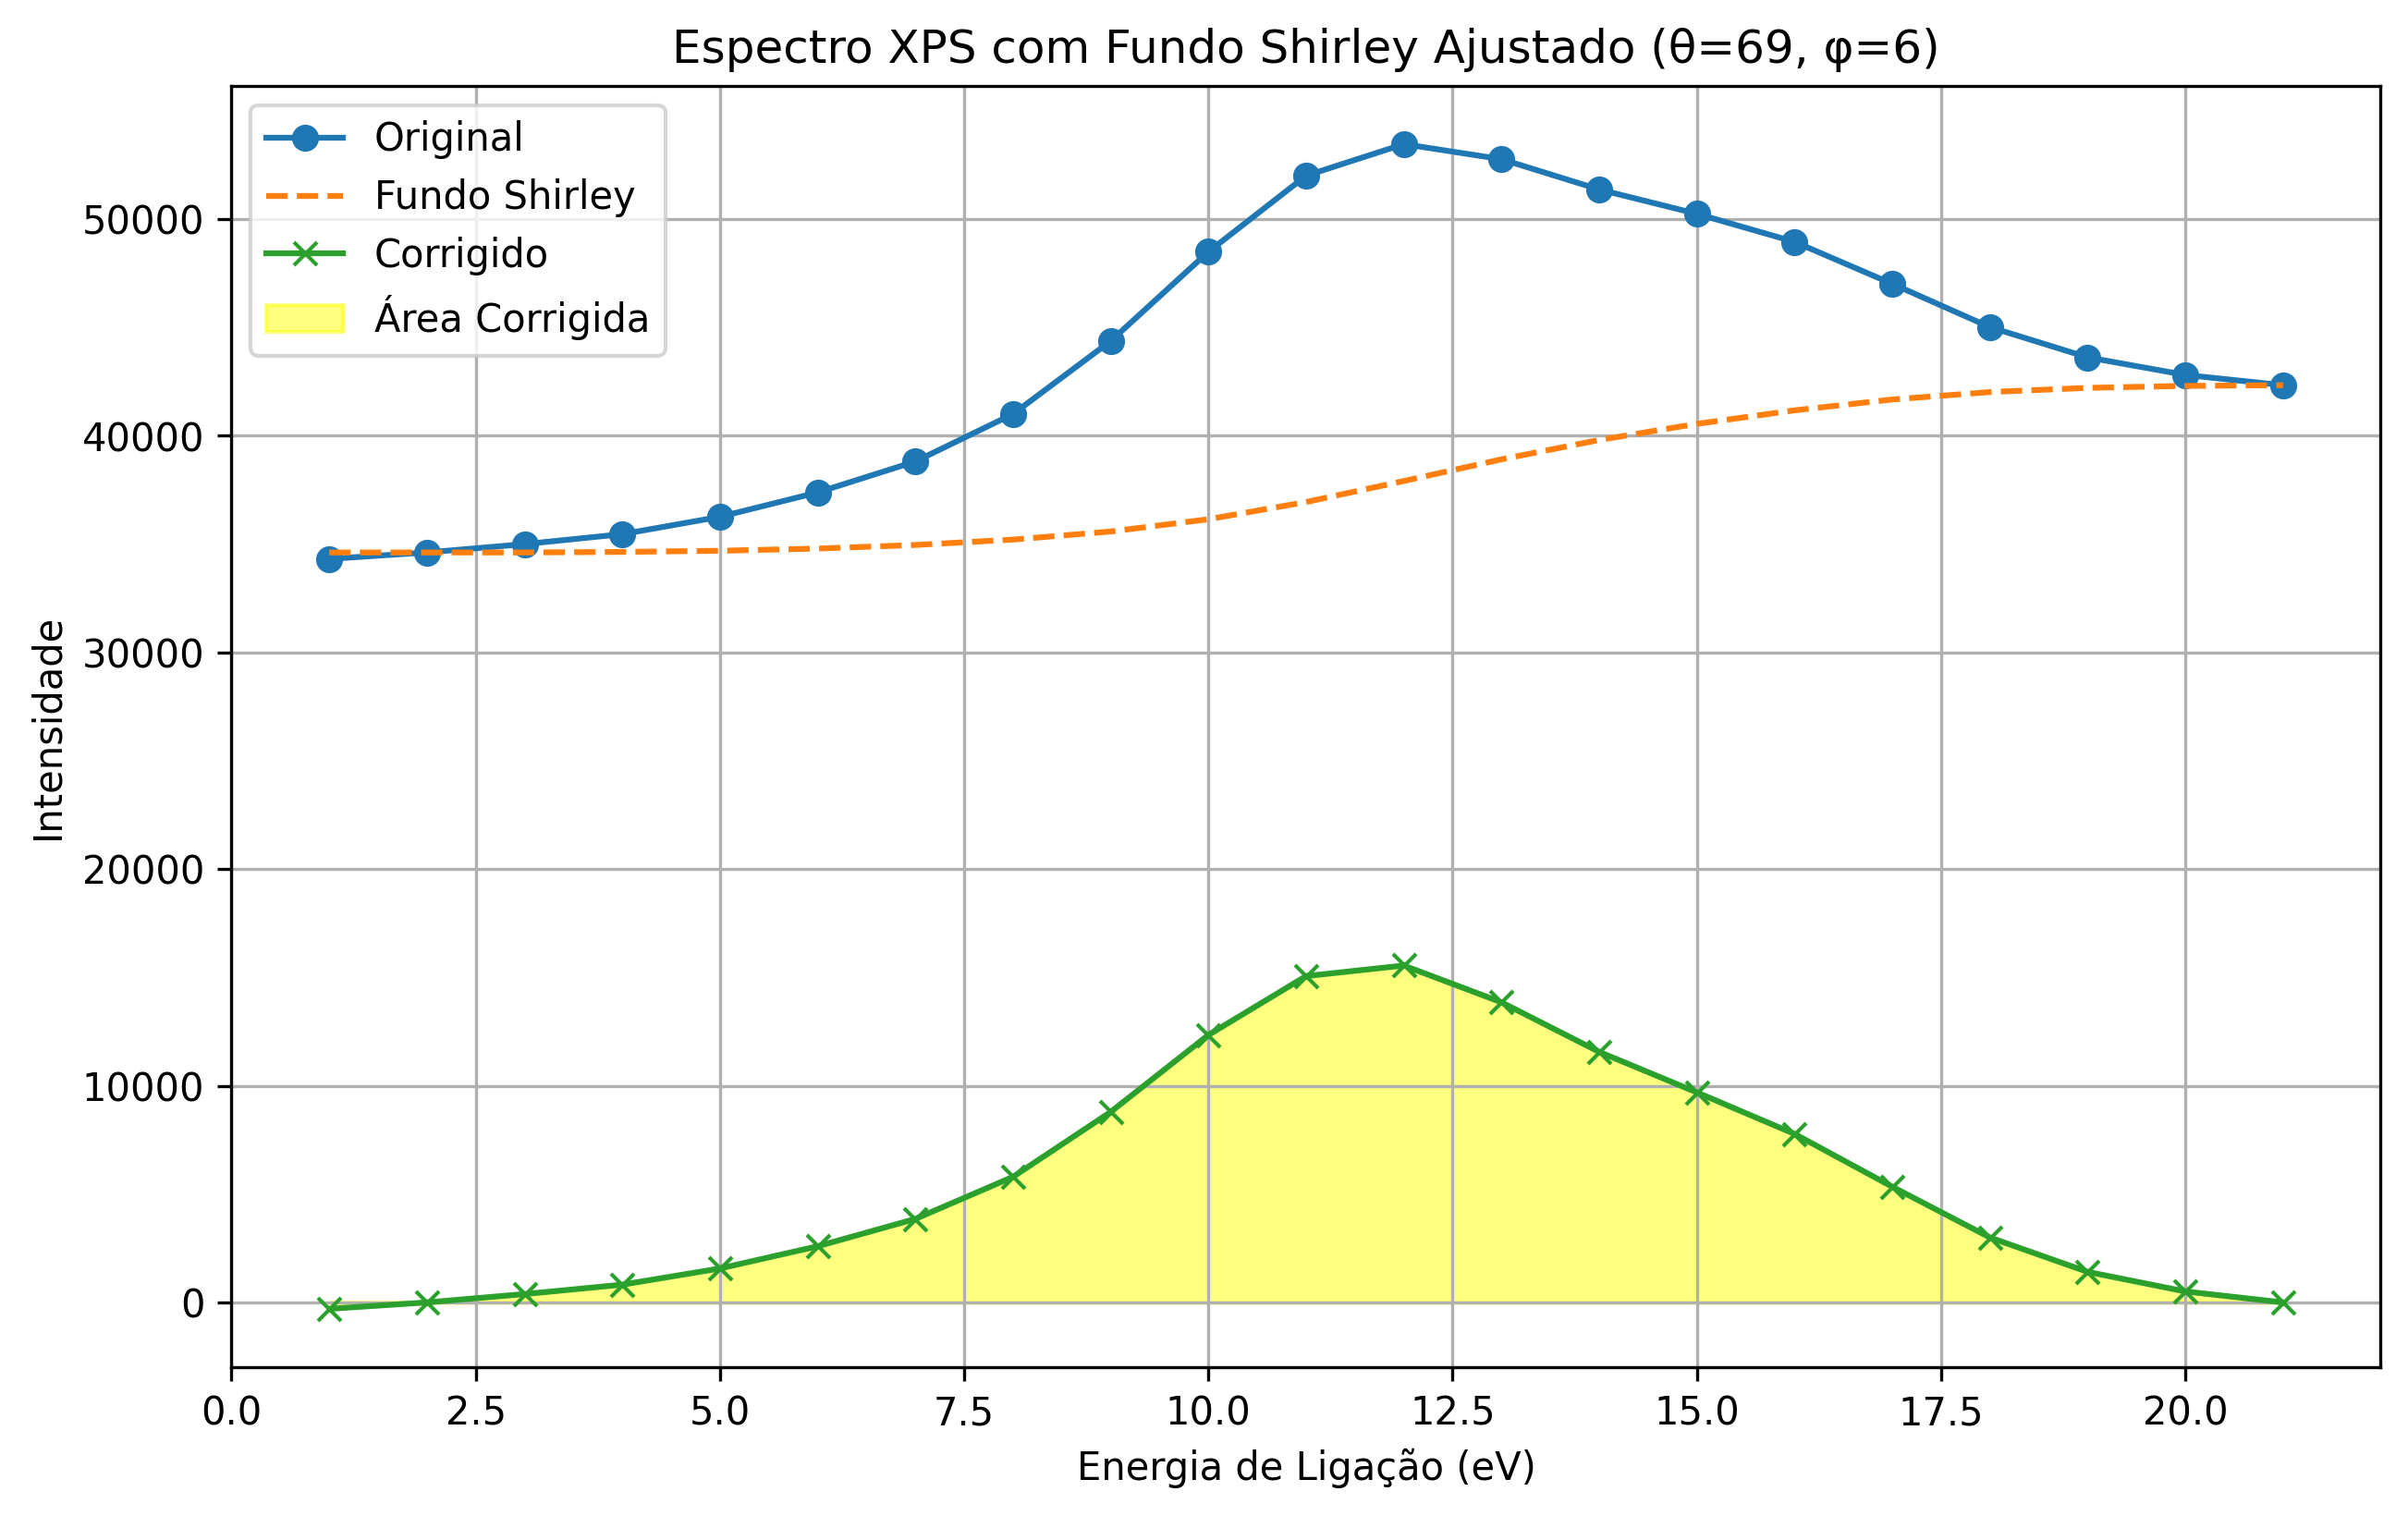 Espectro XPS com Fundo Shirley Ajustado (θ=69, φ=6)
Original
Fundo Shirley
Corrigido
Área Corrigida
Intensidade
50000
40000
30000
20000
10000
0
0.0 2.5 5.0 7.5 10.0 12.5 15.0 17.5 20.0
Energia de Ligação (eV)